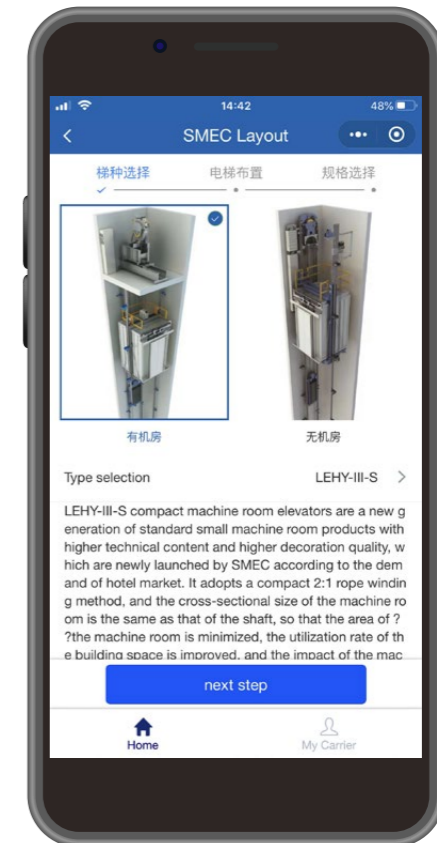 14:42
48%
SMEC Layout
梯种选择 电梯布置 规格选择
有机房 无机房
Type selection LEHY-III-S
LEHY-III-S compact machine room elevators are a new g
eneration of standard small machine room products with
higher technical content and higher decoration quality, w
hich are newly launched by SMEC according to the dem
and of hotel market. It adopts a compact 2:1 rope windin
g method, and the cross-sectional size of the machine ro
om is the same as that of the shaft, so that the area of ?
?the machine room is minimized, the utilization rate of th
e building space is improved, and the impact of the mac
next step
Home My Carrier